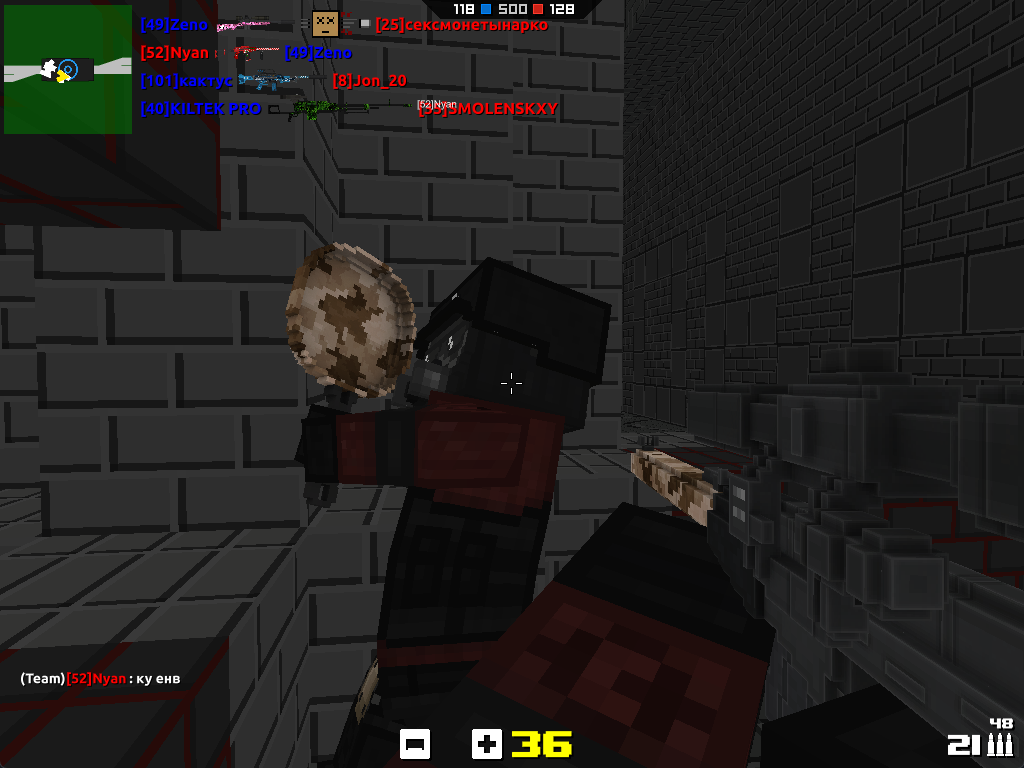 118 500 128
[49]Zeno [25]сексмонетынарко
[52]Nyan [49]Zeno
[101]кактус [8]Jon_20
[40]KILTEK PRO [52]Nyan SMOLENSKXY
(Team)[52]Nyan : ку енв
36
48
21